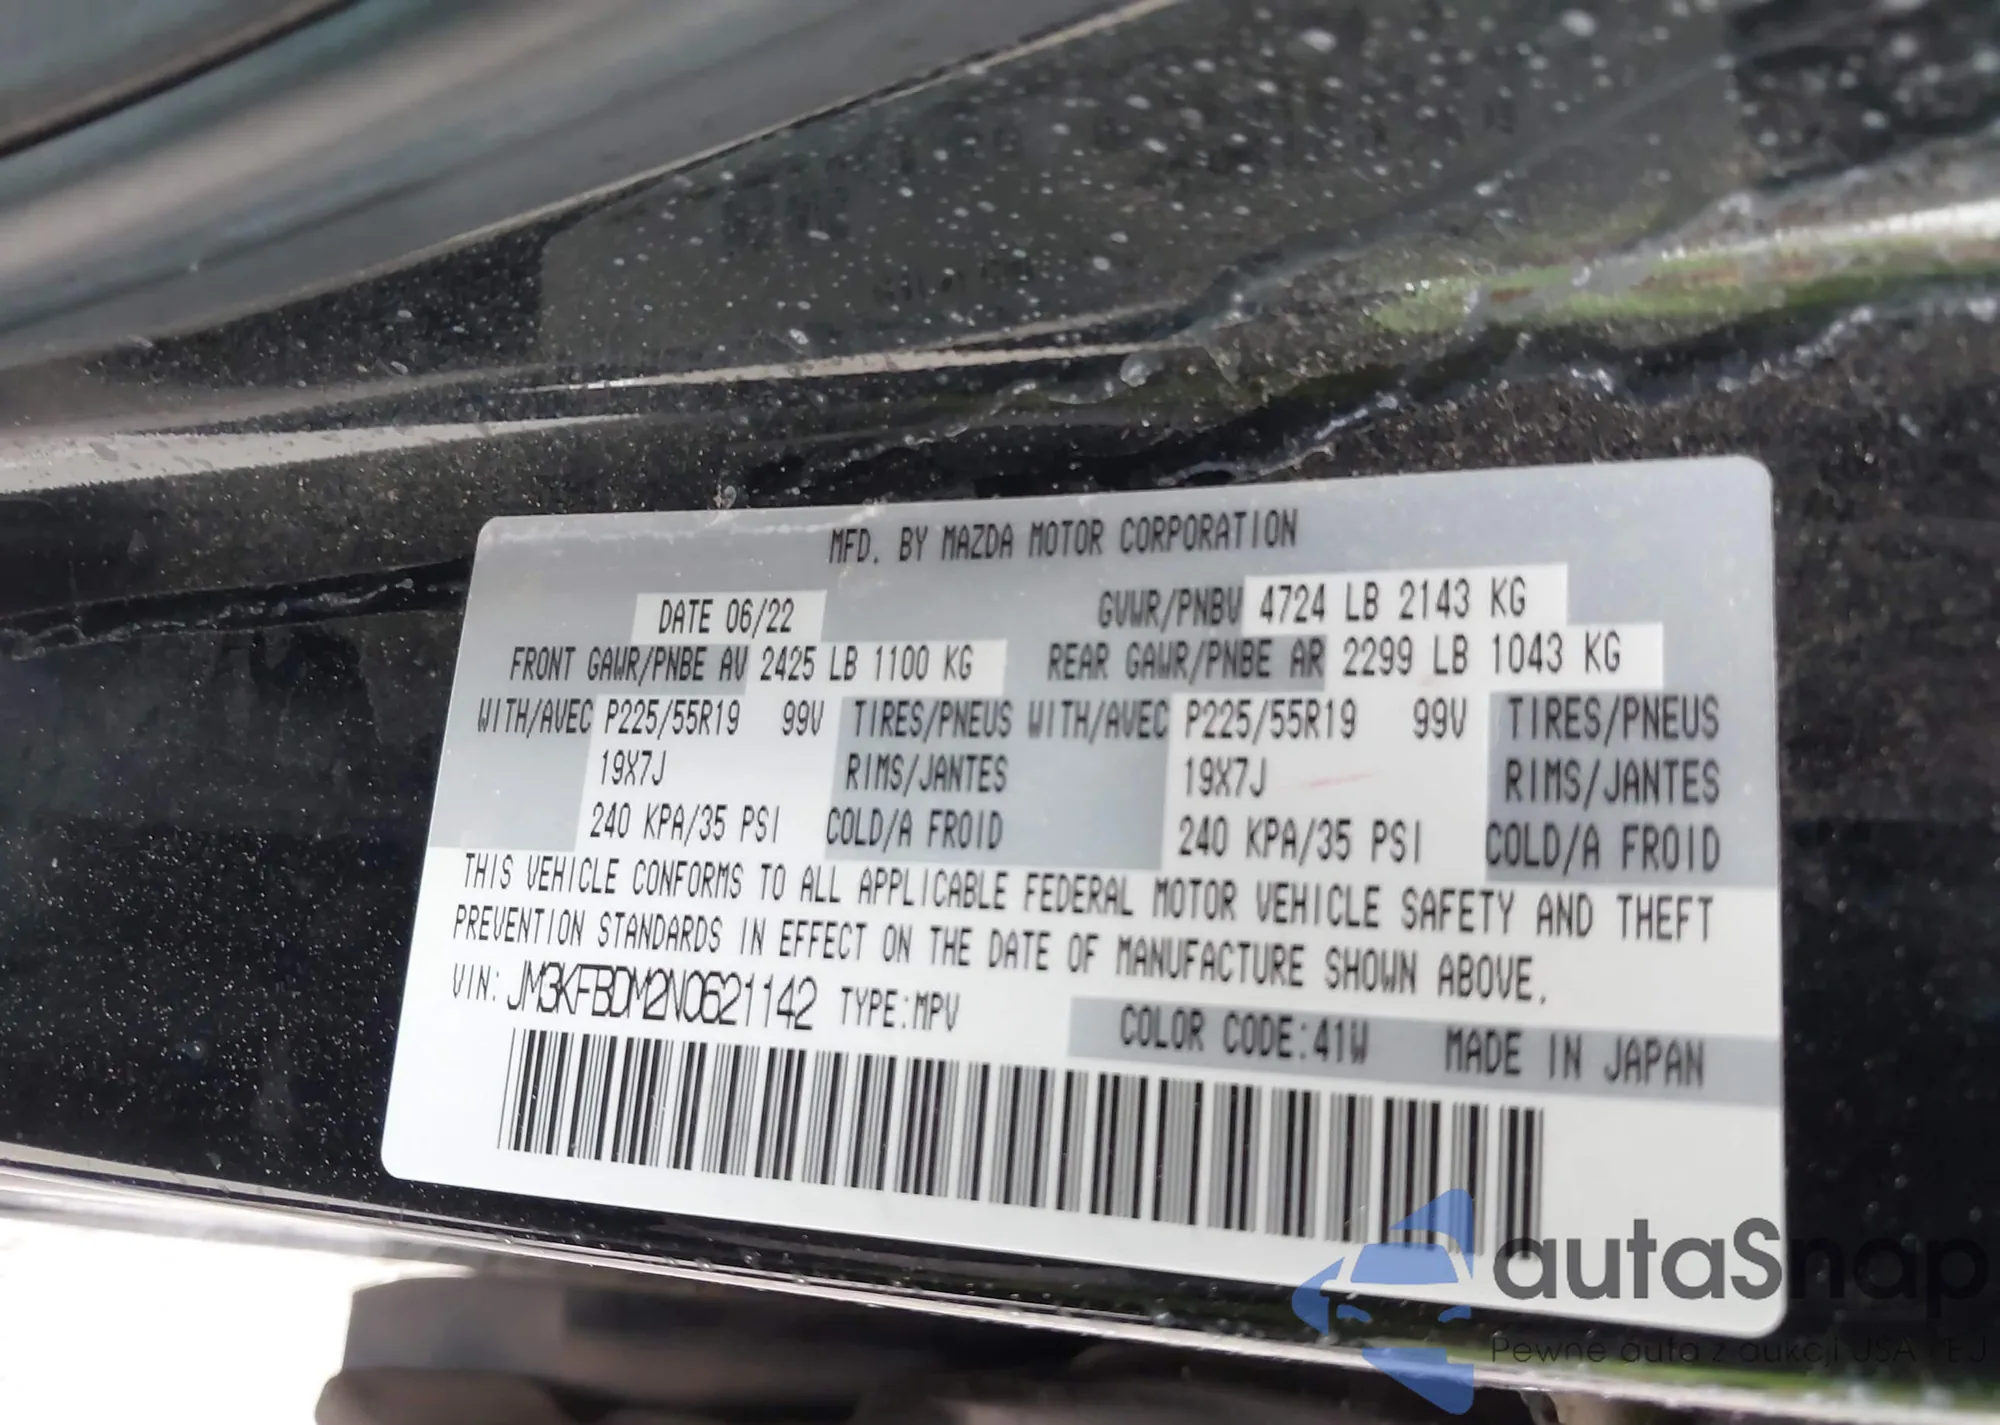 MFD. BY MAZDA MOTOR CORPORATION
DATE 06/22 GVWR/PNBV 4724 LB 2143 KG
FRONT GAWR/PNBE AV 2425 LB 1100 KG REAR GAWR/PNBE AR 2299 LB 1043 KG
WITH/AVEC P225/55R19 99V TIRES/PNEUS WITH/AVEC P225/55R19 99V TIRES/PNEUS
19X7J RIMS/JANTES 19X7J RIMS/JANTES
240 KPA/35 PSI COLD/A FROID 240 KPA/35 PSI COLD/A FROID
THIS VEHICLE CONFORMS TO ALL APPLICABLE FEDERAL MOTOR VEHICLE SAFETY AND THEFT
PREVENTION STANDARDS IN EFFECT ON THE DATE OF MANUFACTURE SHOWN ABOVE.
VIN: JM3KFBDM2N0621142 TYPE:MPV COLOR CODE:41W MADE IN JAPAN
autaSnap
Pewne auta z aukcji USA i EJ